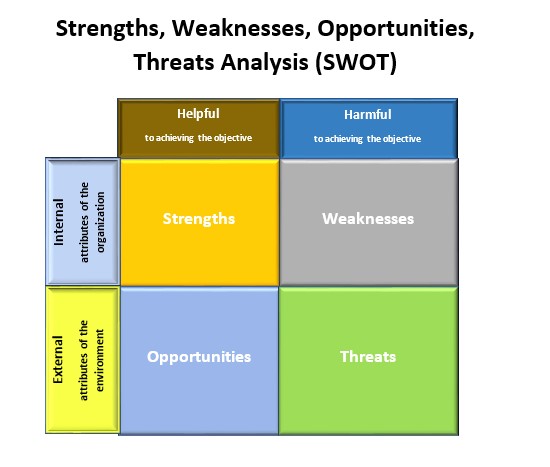 Strengths, Weaknesses, Opportunities,
Threats Analysis (SWOT)
Helpful
to achieving the objective
Harmful
to achieving the objective
Internal
attributes of the
organization
Strengths
Weaknesses
External
attributes of the
environment
Opportunities
Threats